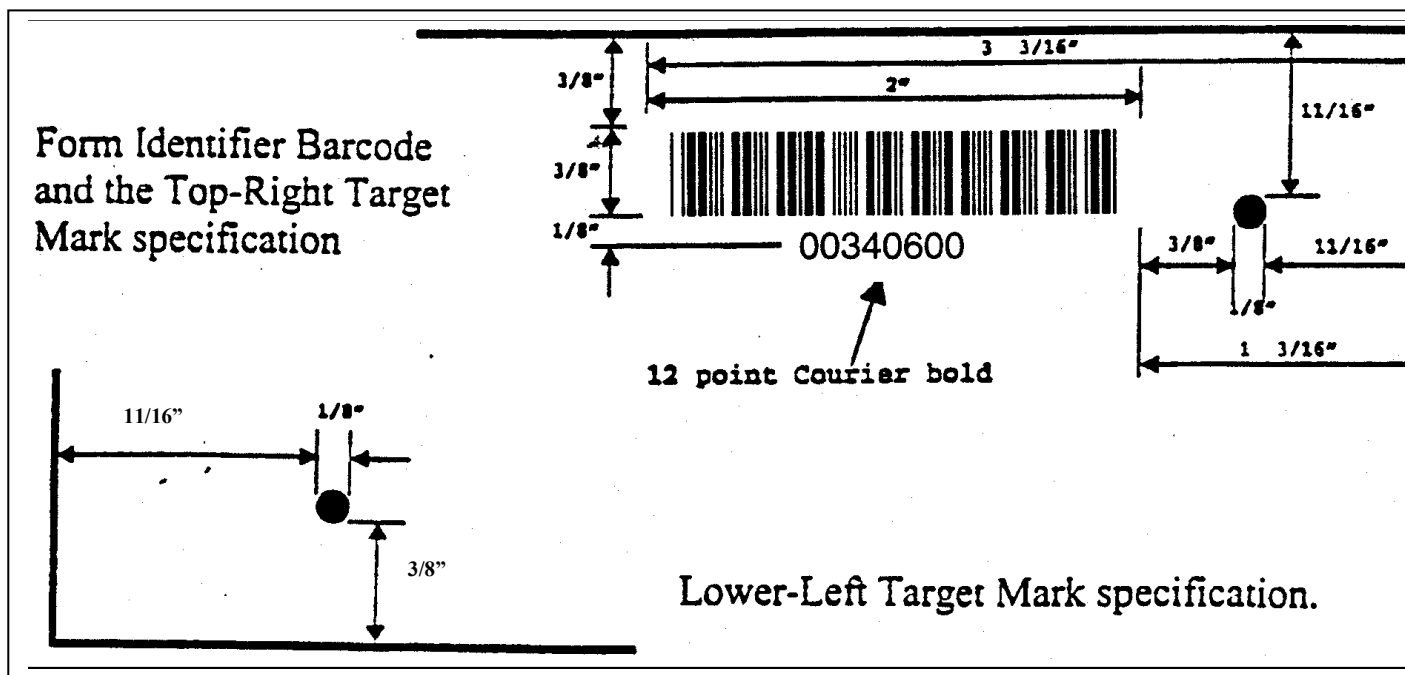 3 3/16"
3/8"
2"
11/16"
Form Identifier Barcode
and the Top-Right Target
Mark specification
3/8"
1/8"
00340600
3/8"
11/16"
1/8"
1 3/16"
12 point Courier bold
11/16”
1/8"
3/8”
Lower-Left Target Mark specification.